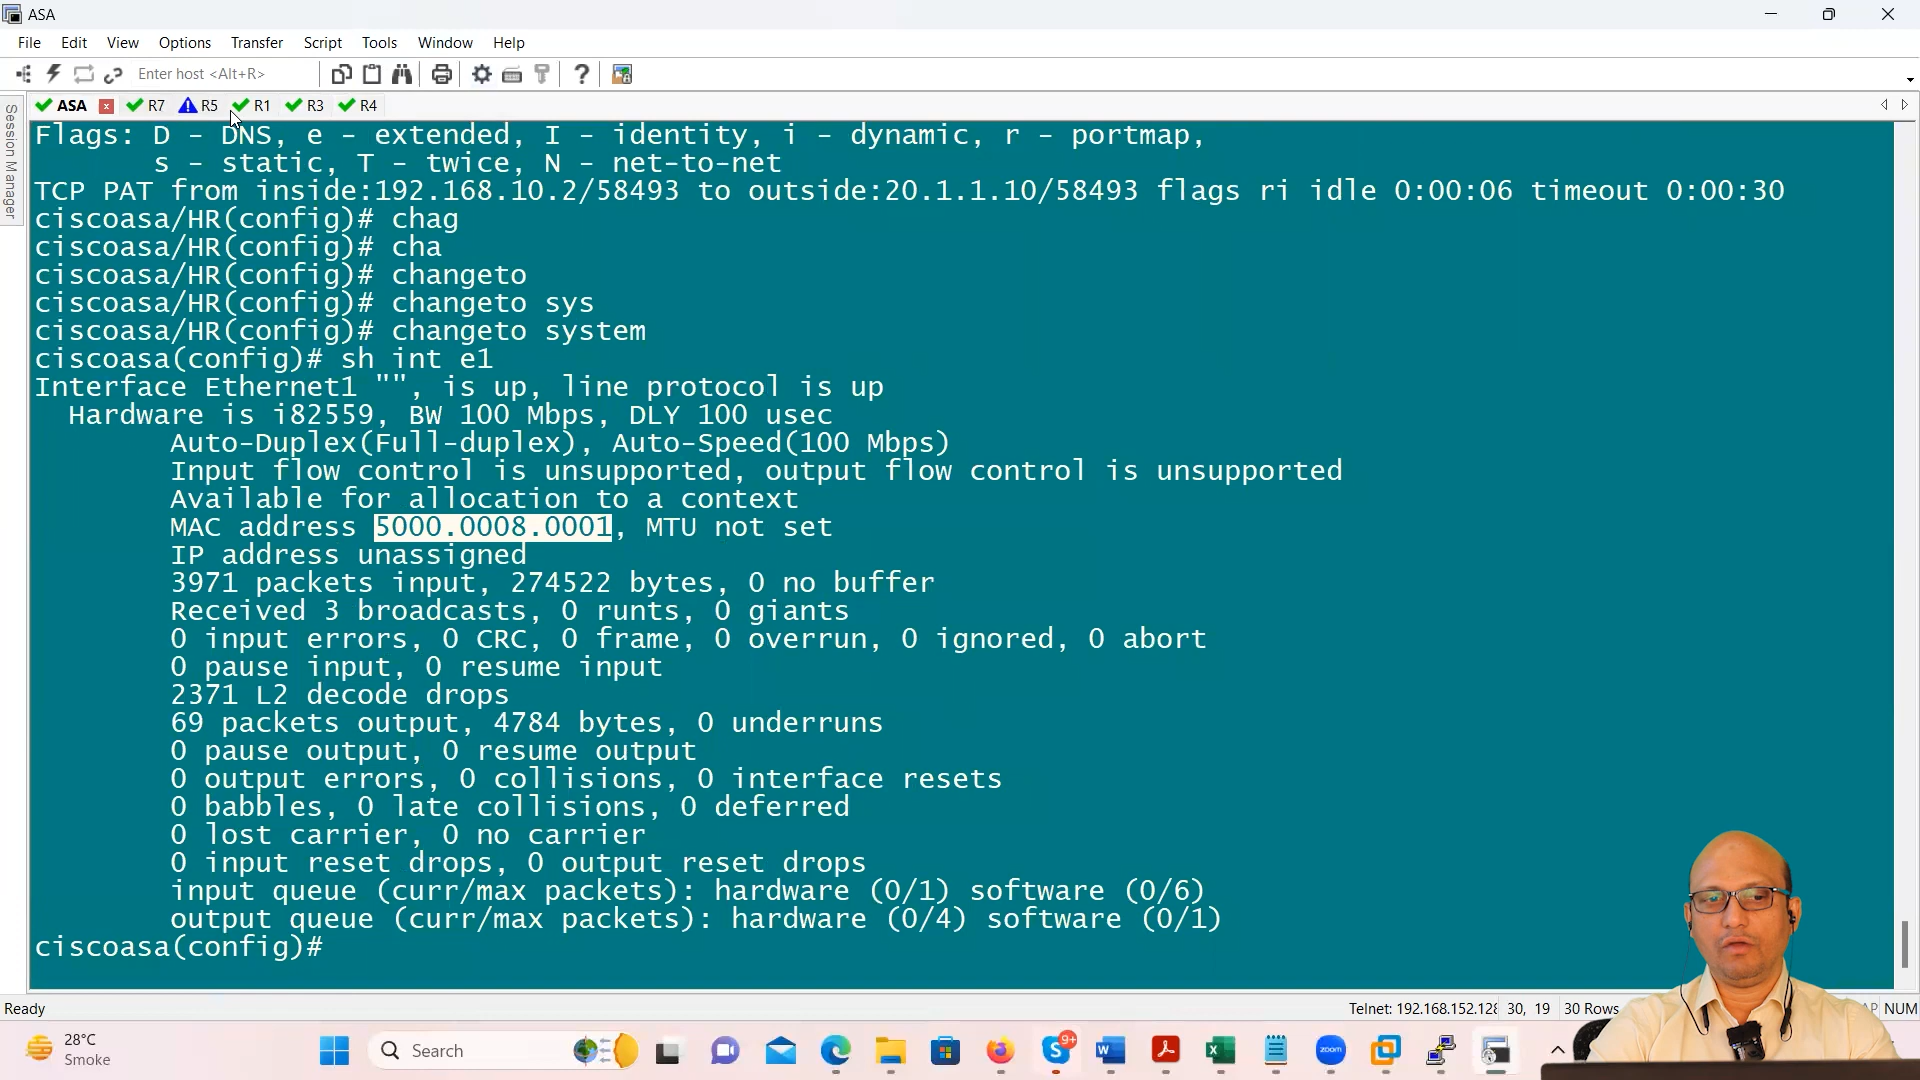 ASA
File Edit View Options Transfer Script Tools Window Help
Enter host <Alt+R>
ASA R7 R5 R1 R3 R4
Session Manager
Flags: D - DNS, e - extended, I - identity, i - dynamic, r - portmap,
s - static, T - twice, N - net-to-net
TCP PAT from inside:192.168.10.2/58493 to outside:20.1.1.10/58493 flags ri idle 0:00:06 timeout 0:00:30
ciscoasa/HR(config)# chag
ciscoasa/HR(config)# cha
ciscoasa/HR(config)# changeto
ciscoasa/HR(config)# changeto sys
ciscoasa/HR(config)# changeto system
ciscoasa(config)# sh int e1
Interface Ethernet1 "", is up, line protocol is up
Hardware is i82559, BW 100 Mbps, DLY 100 usec
Auto-Duplex(Full-duplex), Auto-Speed(100 Mbps)
Input flow control is unsupported, output flow control is unsupported
Available for allocation to a context
MAC address 5000.0008.0001, MTU not set
IP address unassigned
3971 packets input, 274522 bytes, 0 no buffer
Received 3 broadcasts, 0 runts, 0 giants
0 input errors, 0 CRC, 0 frame, 0 overrun, 0 ignored, 0 abort
0 pause input, 0 resume input
2371 L2 decode drops
69 packets output, 4784 bytes, 0 underruns
0 pause output, 0 resume output
0 output errors, 0 collisions, 0 interface resets
0 babbles, 0 late collisions, 0 deferred
0 lost carrier, 0 no carrier
0 input reset drops, 0 output reset drops
input queue (curr/max packets): hardware (0/1) software (0/6)
output queue (curr/max packets): hardware (0/4) software (0/1)
ciscoasa(config)#
Ready Telnet: 192.168.152.128 30, 19 30 Rows NUM
28°C
Smoke
Search
9+
zoom